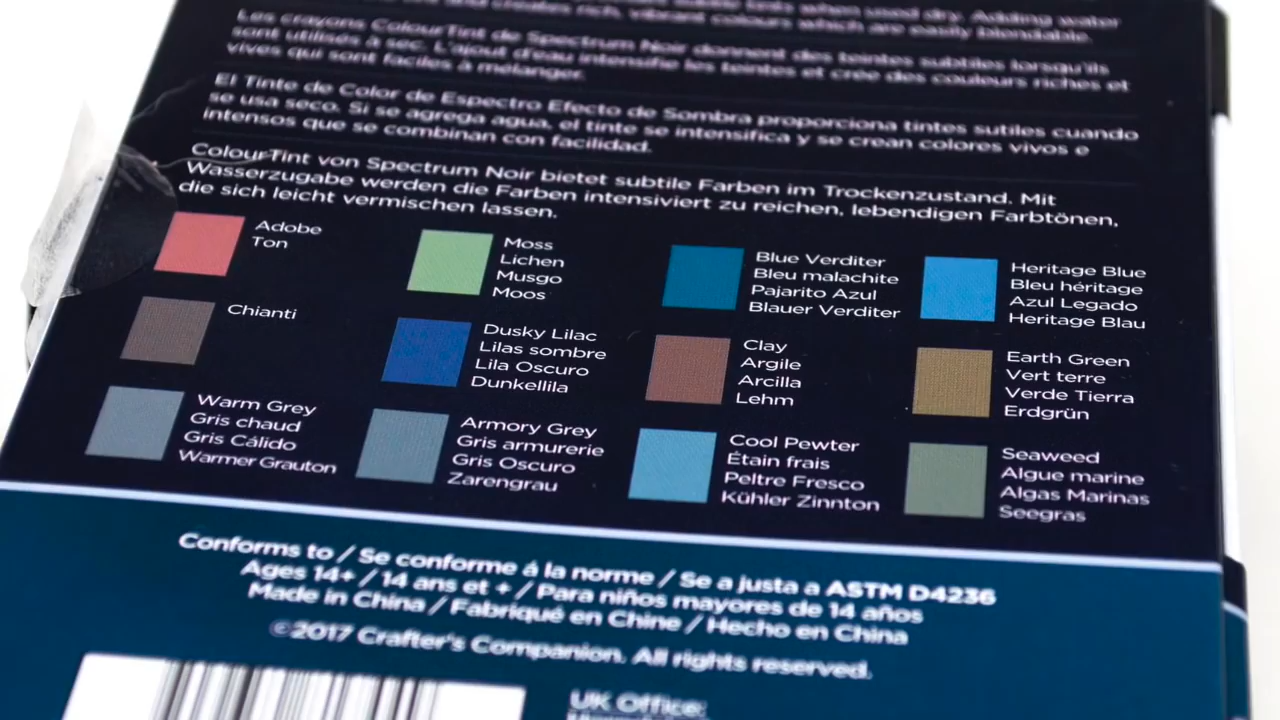 and creates rich, vibrant colours which are easily blendable.
Les crayons ColourTint de Spectrum Noir donnent des teintes subtiles lorsqu'ils
sont utilisés à sec. L'ajout d'eau intensifie les teintes et crée des couleurs riches et
vives qui sont faciles à mélanger.
El Tinte de Color de Espectro Efecto de Sombra proporciona tintes sutiles cuando
se usa seco. Si se agrega agua, el tinte se intensifica y se crean colores vivos e
intensos que se combinan con facilidad.
ColourTint von Spectrum Noir bietet subtile Farben im Trockenzustand. Mit
Wasserzugabe werden die Farben intensiviert zu reichen, lebendigen Farbtönen,
die sich leicht vermischen lassen.
Adobe
Ton
Moss
Lichen
Musgo
Moos
Blue Verditer
Bleu malachite
Pajarito Azul
Blauer Verditer
Heritage Blue
Bleu héritage
Azul Legado
Heritage Blau
Chianti
Dusky Lilac
Lilas sombre
Lila Oscuro
Dunkellila
Clay
Argile
Arcilla
Lehm
Earth Green
Vert terre
Verde Tierra
Erdgrün
Warm Grey
Gris chaud
Gris Cálido
Warmer Grauton
Armory Grey
Gris armurerie
Gris Oscuro
Zarengrau
Cool Pewter
Étain frais
Peltre Fresco
Kühler Zinnton
Seaweed
Algue marine
Algas Marinas
Seegras
Conforms to / Se conforme á la norme / Se a justa a ASTM D4236
Ages 14+ / 14 ans et + / Para niños mayores de 14 años
Made in China / Fabriqué en Chine / Hecho en China
©2017 Crafter's Companion. All rights reserved.
UK Office: